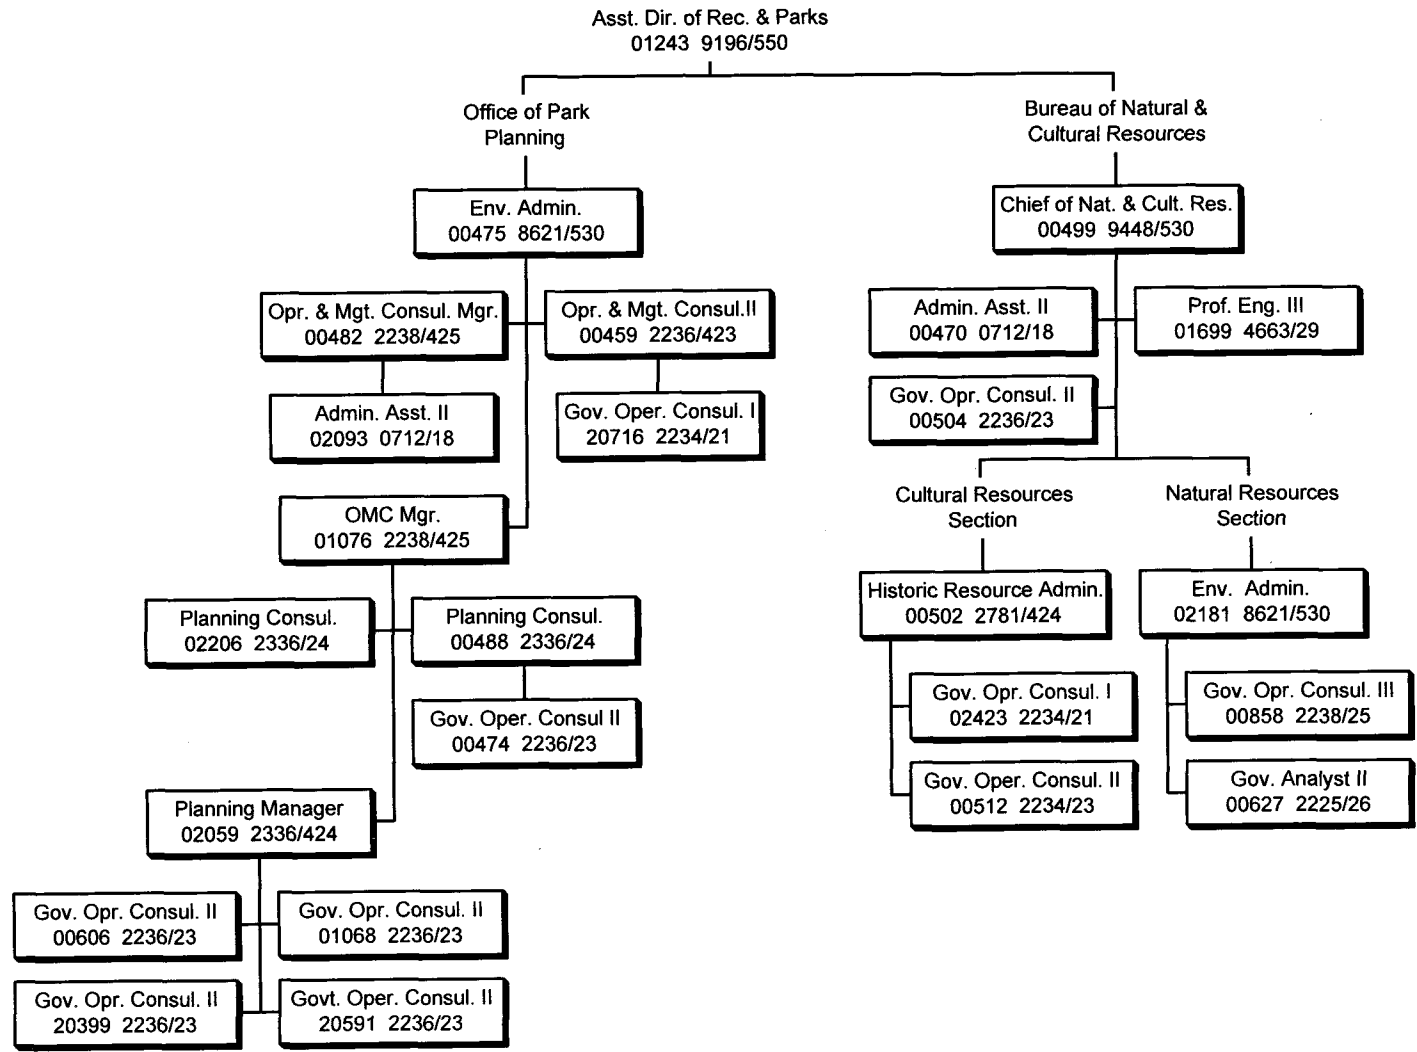 Asst. Dir. of Rec. & Parks
01243 9196/550
Office of Park
Planning
Env. Admin.
00475 8621/530
Opr. & Mgt. Consul. Mgr.
00482 2238/425
Opr. & Mgt. Consul.II
00459 2236/423
Admin. Asst. II
02093 0712/18
Gov. Oper. Consul. I
20716 2234/21
OMC Mgr.
01076 2238/425
Planning Consul.
02206 2336/24
Planning Consul.
00488 2336/24
Gov. Oper. Consul II
00474 2236/23
Planning Manager
02059 2336/424
Gov. Opr. Consul. II
00606 2236/23
Gov. Opr. Consul. II
01068 2236/23
Gov. Opr. Consul. II
20399 2236/23
Govt. Oper. Consul. II
20591 2236/23
Bureau of Natural &
Cultural Resources
Chief of Nat. & Cult. Res.
00499 9448/530
Admin. Asst. II
00470 0712/18
Prof. Eng. III
01699 4663/29
Gov. Opr. Consul. II
00504 2236/23
Cultural Resources
Section
Historic Resource Admin.
00502 2781/424
Gov. Opr. Consul. I
02423 2234/21
Gov. Oper. Consul. II
00512 2234/23
Natural Resources
Section
Env. Admin.
02181 8621/530
Gov. Opr. Consul. III
00858 2238/25
Gov. Analyst II
00627 2225/26